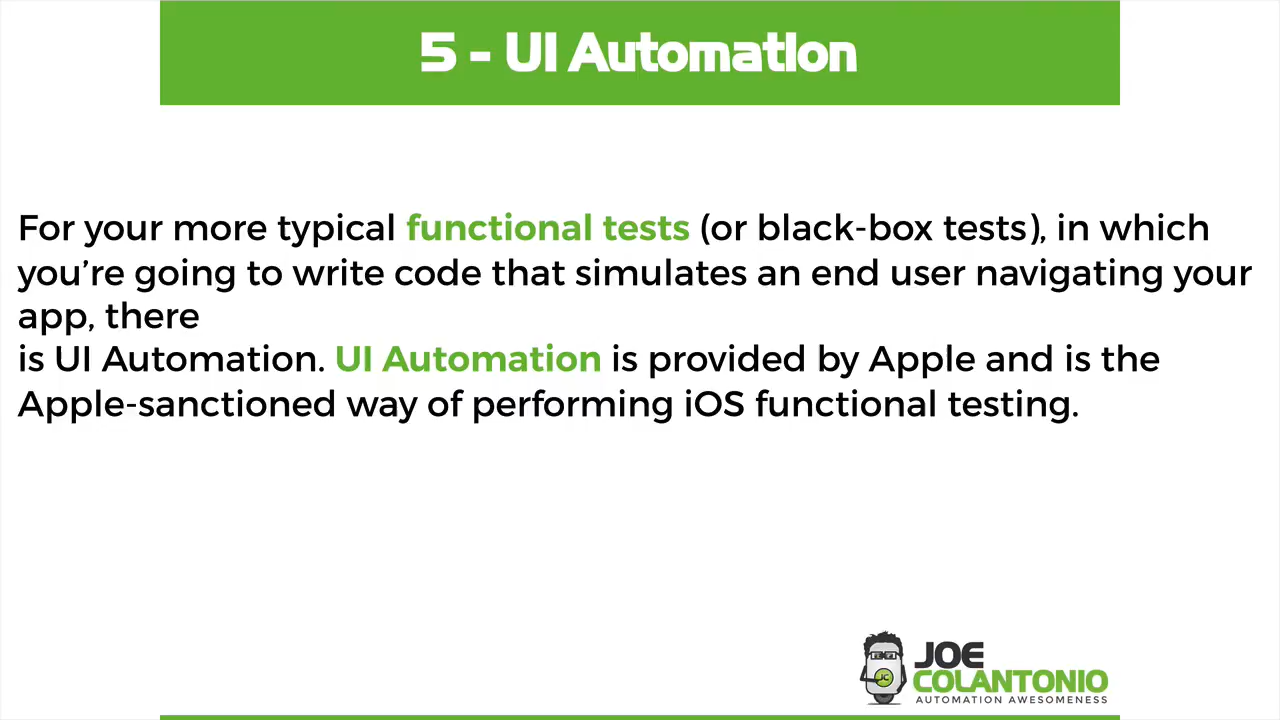 5 - UI Automation
For your more typical functional tests (or black-box tests), in which
you’re going to write code that simulates an end user navigating your
app, there
is UI Automation. UI Automation is provided by Apple and is the
Apple-sanctioned way of performing iOS functional testing.
JC
JOE
COLANTONIO
AUTOMATION AWESOMENESS